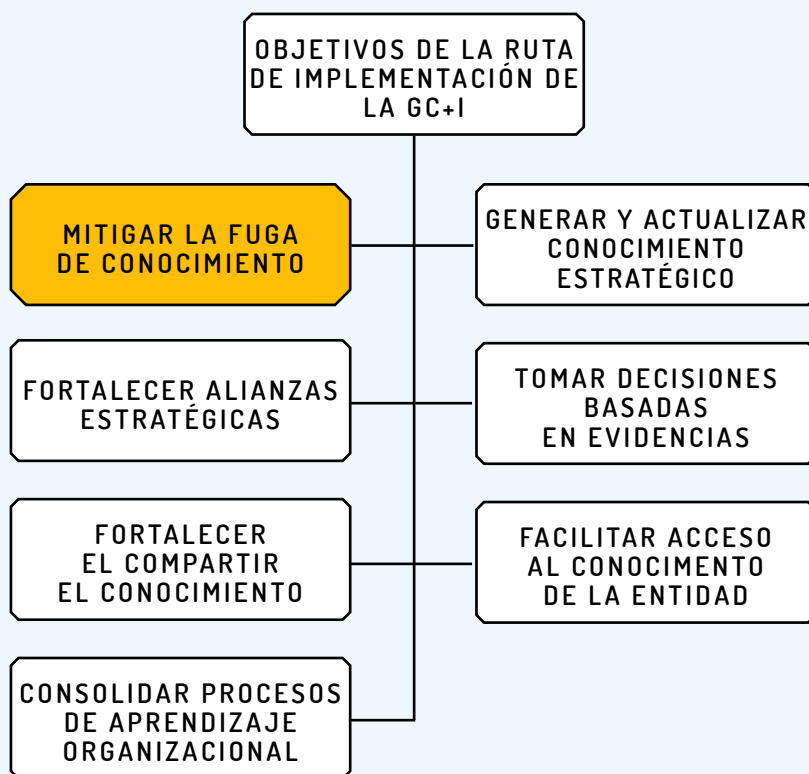 OBJETIVOS DE LA RUTA
DE IMPLEMENTACIÓN DE
LA GC+I
MITIGAR LA FUGA
DE CONOCIMIENTO
GENERAR Y ACTUALIZAR
CONOCIMIENTO
ESTRATÉGICO
FORTALECER ALIANZAS
ESTRATÉGICAS
TOMAR DECISIONES
BASADAS
EN EVIDENCIAS
FORTALECER
EL COMPARTIR
EL CONOCIMIENTO
FACILITAR ACCESO
AL CONOCIMENTO
DE LA ENTIDAD
CONSOLIDAR PROCESOS
DE APRENDIZAJE
ORGANIZACIONAL